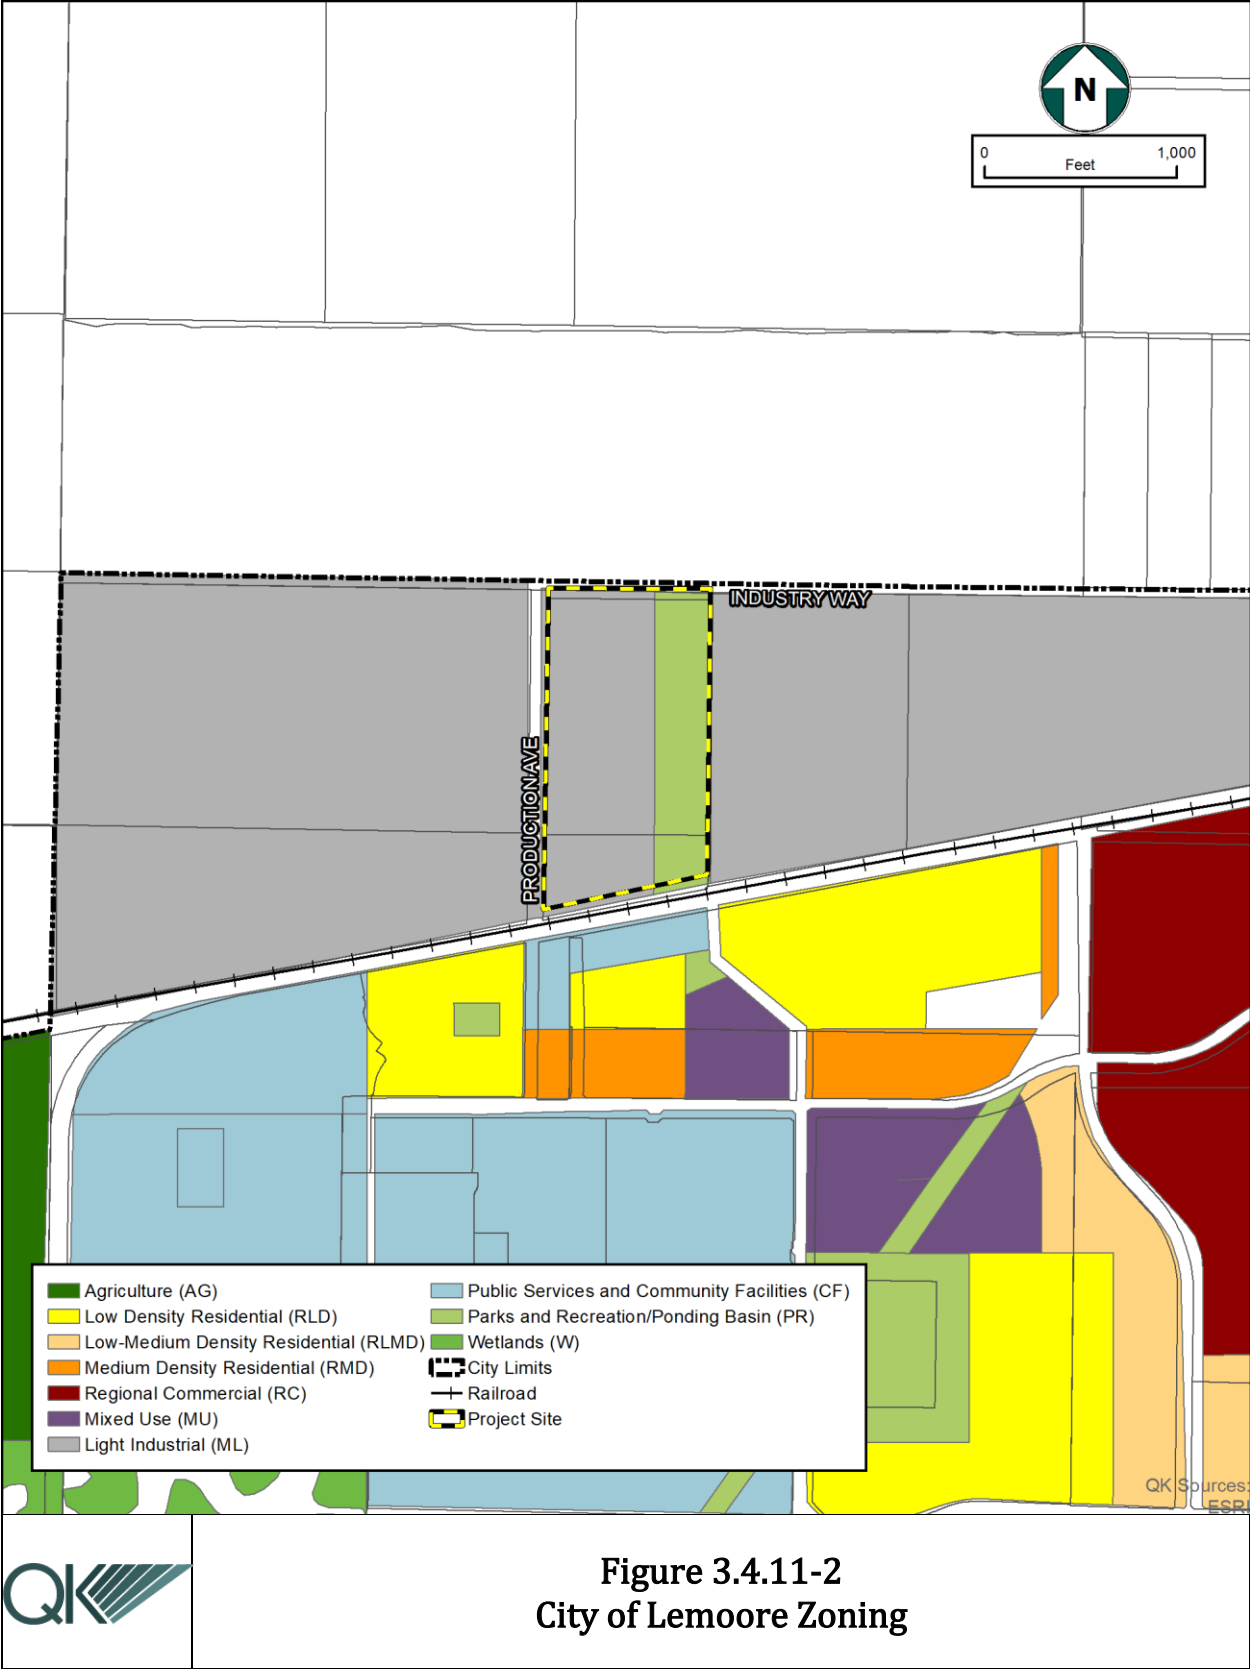 N
0 1,000
Feet
INDUSTRY WAY
PRODUCTION AVE
Agriculture (AG)
Low Density Residential (RLD)
Low-Medium Density Residential (RLMD)
Medium Density Residential (RMD)
Regional Commercial (RC)
Mixed Use (MU)
Light Industrial (ML)
Public Services and Community Facilities (CF)
Parks and Recreation/Ponding Basin (PR)
Wetlands (W)
City Limits
Railroad
Project Site
QK Sources:
ESRI
QK
Figure 3.4.11-2
City of Lemoore Zoning